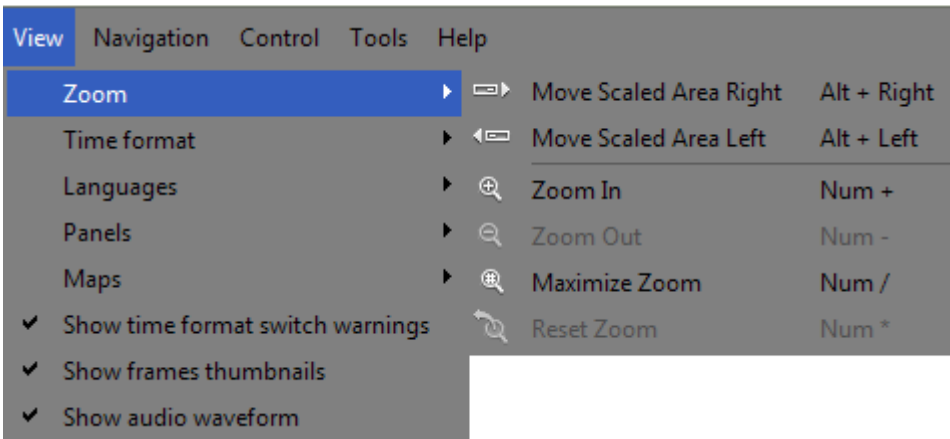 View Navigation Control Tools Help
Zoom
Time format
Languages
Panels
Maps
Show time format switch warnings
Show frames thumbnails
Show audio waveform
Move Scaled Area Right Alt + Right
Move Scaled Area Left Alt + Left
Zoom In Num +
Zoom Out Num -
Maximize Zoom Num /
Reset Zoom Num *